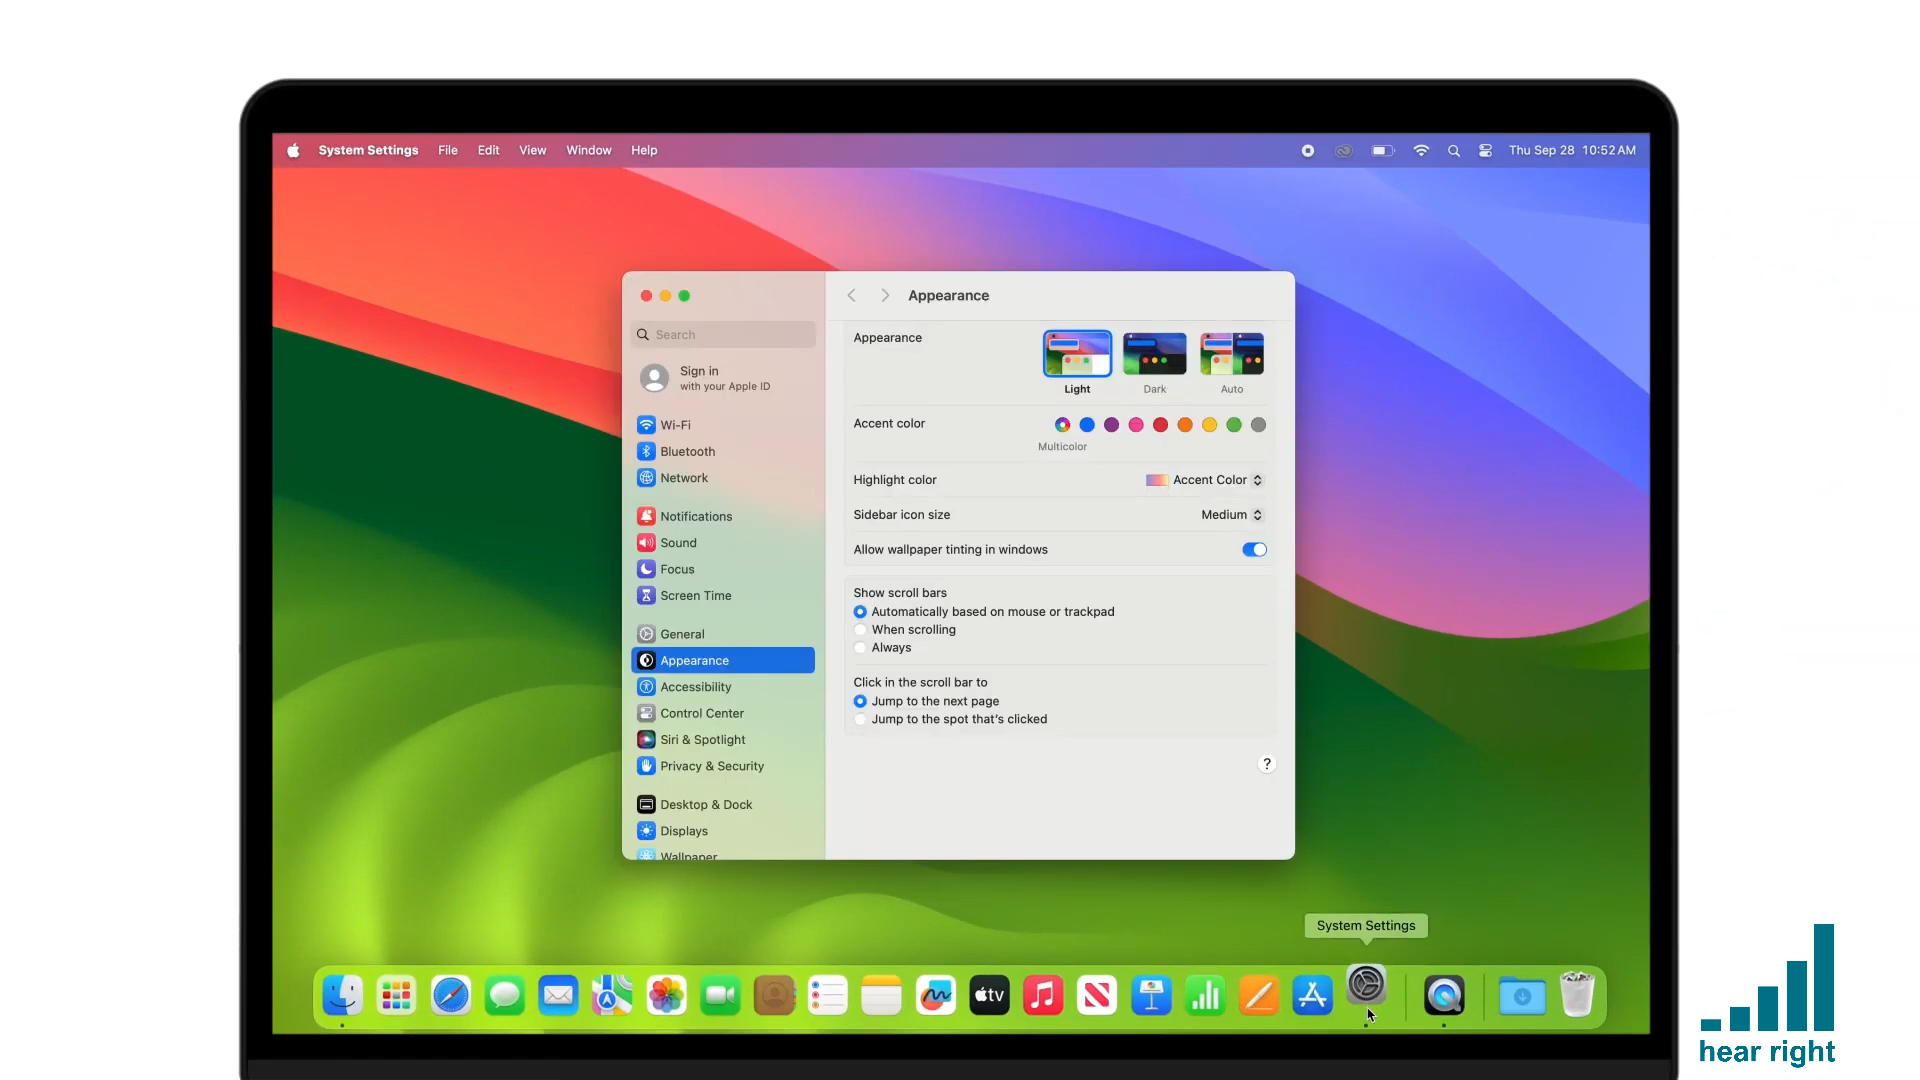 System Settings File Edit View Window Help Thu Sep 28 10:52 AM
Appearance
Search
Sign in
with your Apple ID
Wi-Fi
Bluetooth
Network
Notifications
Sound
Focus
Screen Time
General
Appearance
Accessibility
Control Center
Siri & Spotlight
Privacy & Security
Desktop & Dock
Displays
Wallpaper
Appearance
Light Dark Auto
Accent color
Multicolor
Highlight color Accent Color
Sidebar icon size Medium
Allow wallpaper tinting in windows
Show scroll bars
Automatically based on mouse or trackpad
When scrolling
Always
Click in the scroll bar to
Jump to the next page
Jump to the spot that's clicked
?
System Settings
tv
hear right